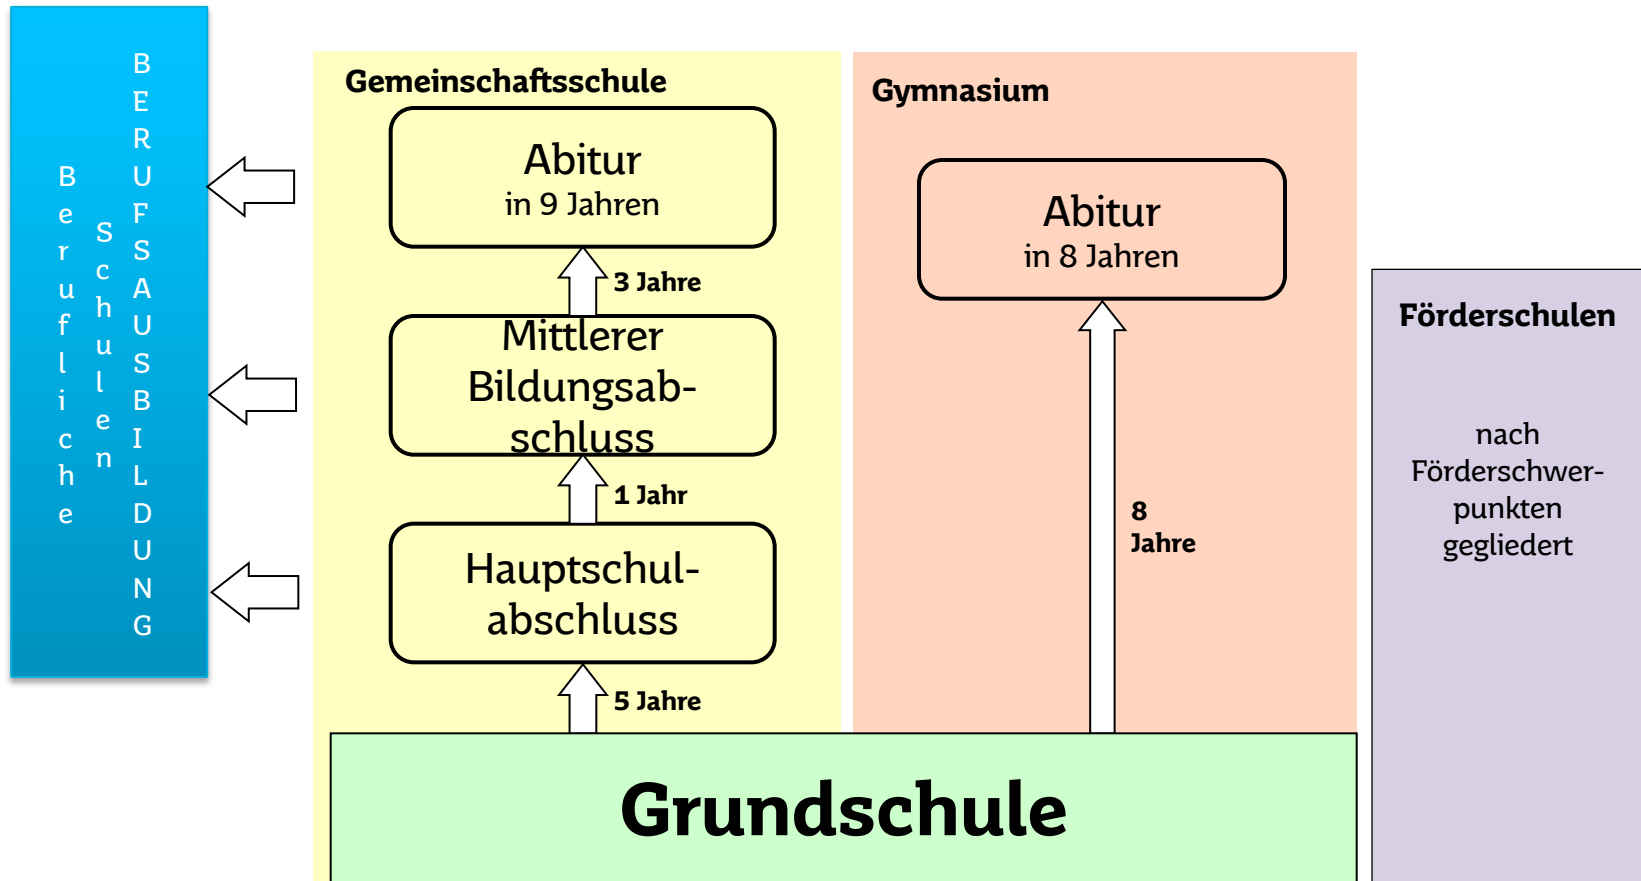 Berufliche
Schulen
BERUFSAUSBILDUNG
Gemeinschaftsschule
Abitur
in 9 Jahren
3 Jahre
Mittlerer
Bildungsab-
schluss
1 Jahr
Hauptschul-
abschluss
5 Jahre
Gymnasium
Abitur
in 8 Jahren
8
Jahre
Förderschulen
nach
Förderschwer-
punkten
gegliedert
Grundschule